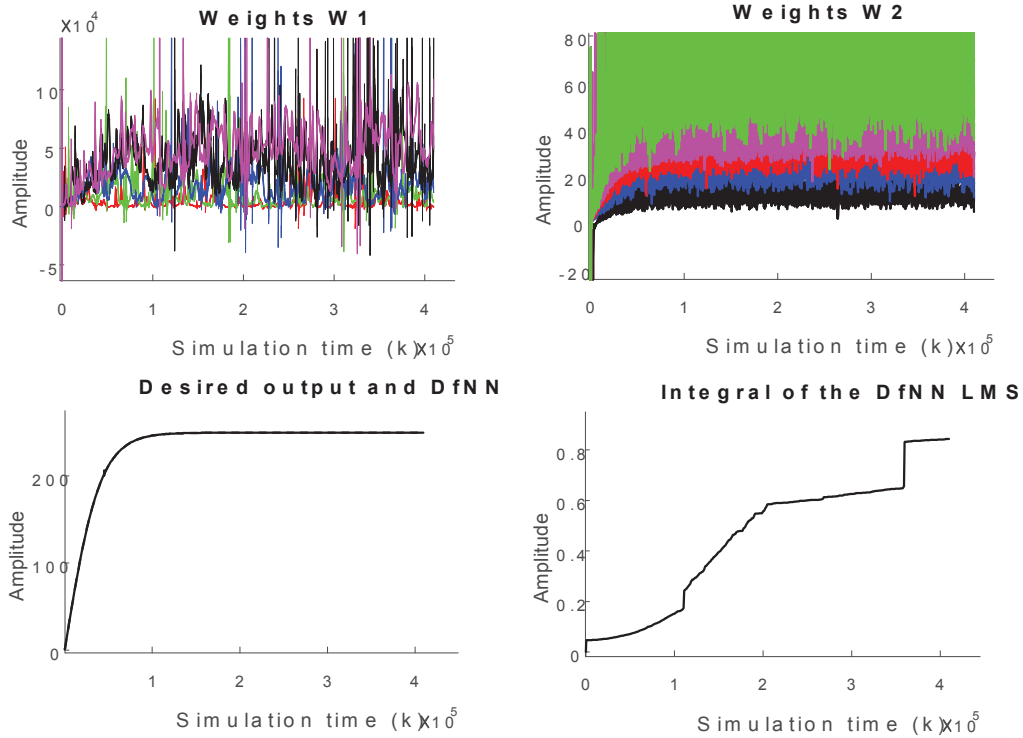 Weights W1
x10^4
10
5
0
-5
Amplitude
0
1
2
3
4
Simulation time (k)x10^5
Weights W2
80
60
40
20
0
-20
Amplitude
0
1
2
3
4
Simulation time (k)x10^5
Desired output and DfNN
200
100
0
Amplitude
1
2
3
4
Simulation time (k)x10^5
Integral of the DfNN LMS
0.8
0.6
0.4
0.2
0
Amplitude
0
1
2
3
4
Simulation time (k)x10^5